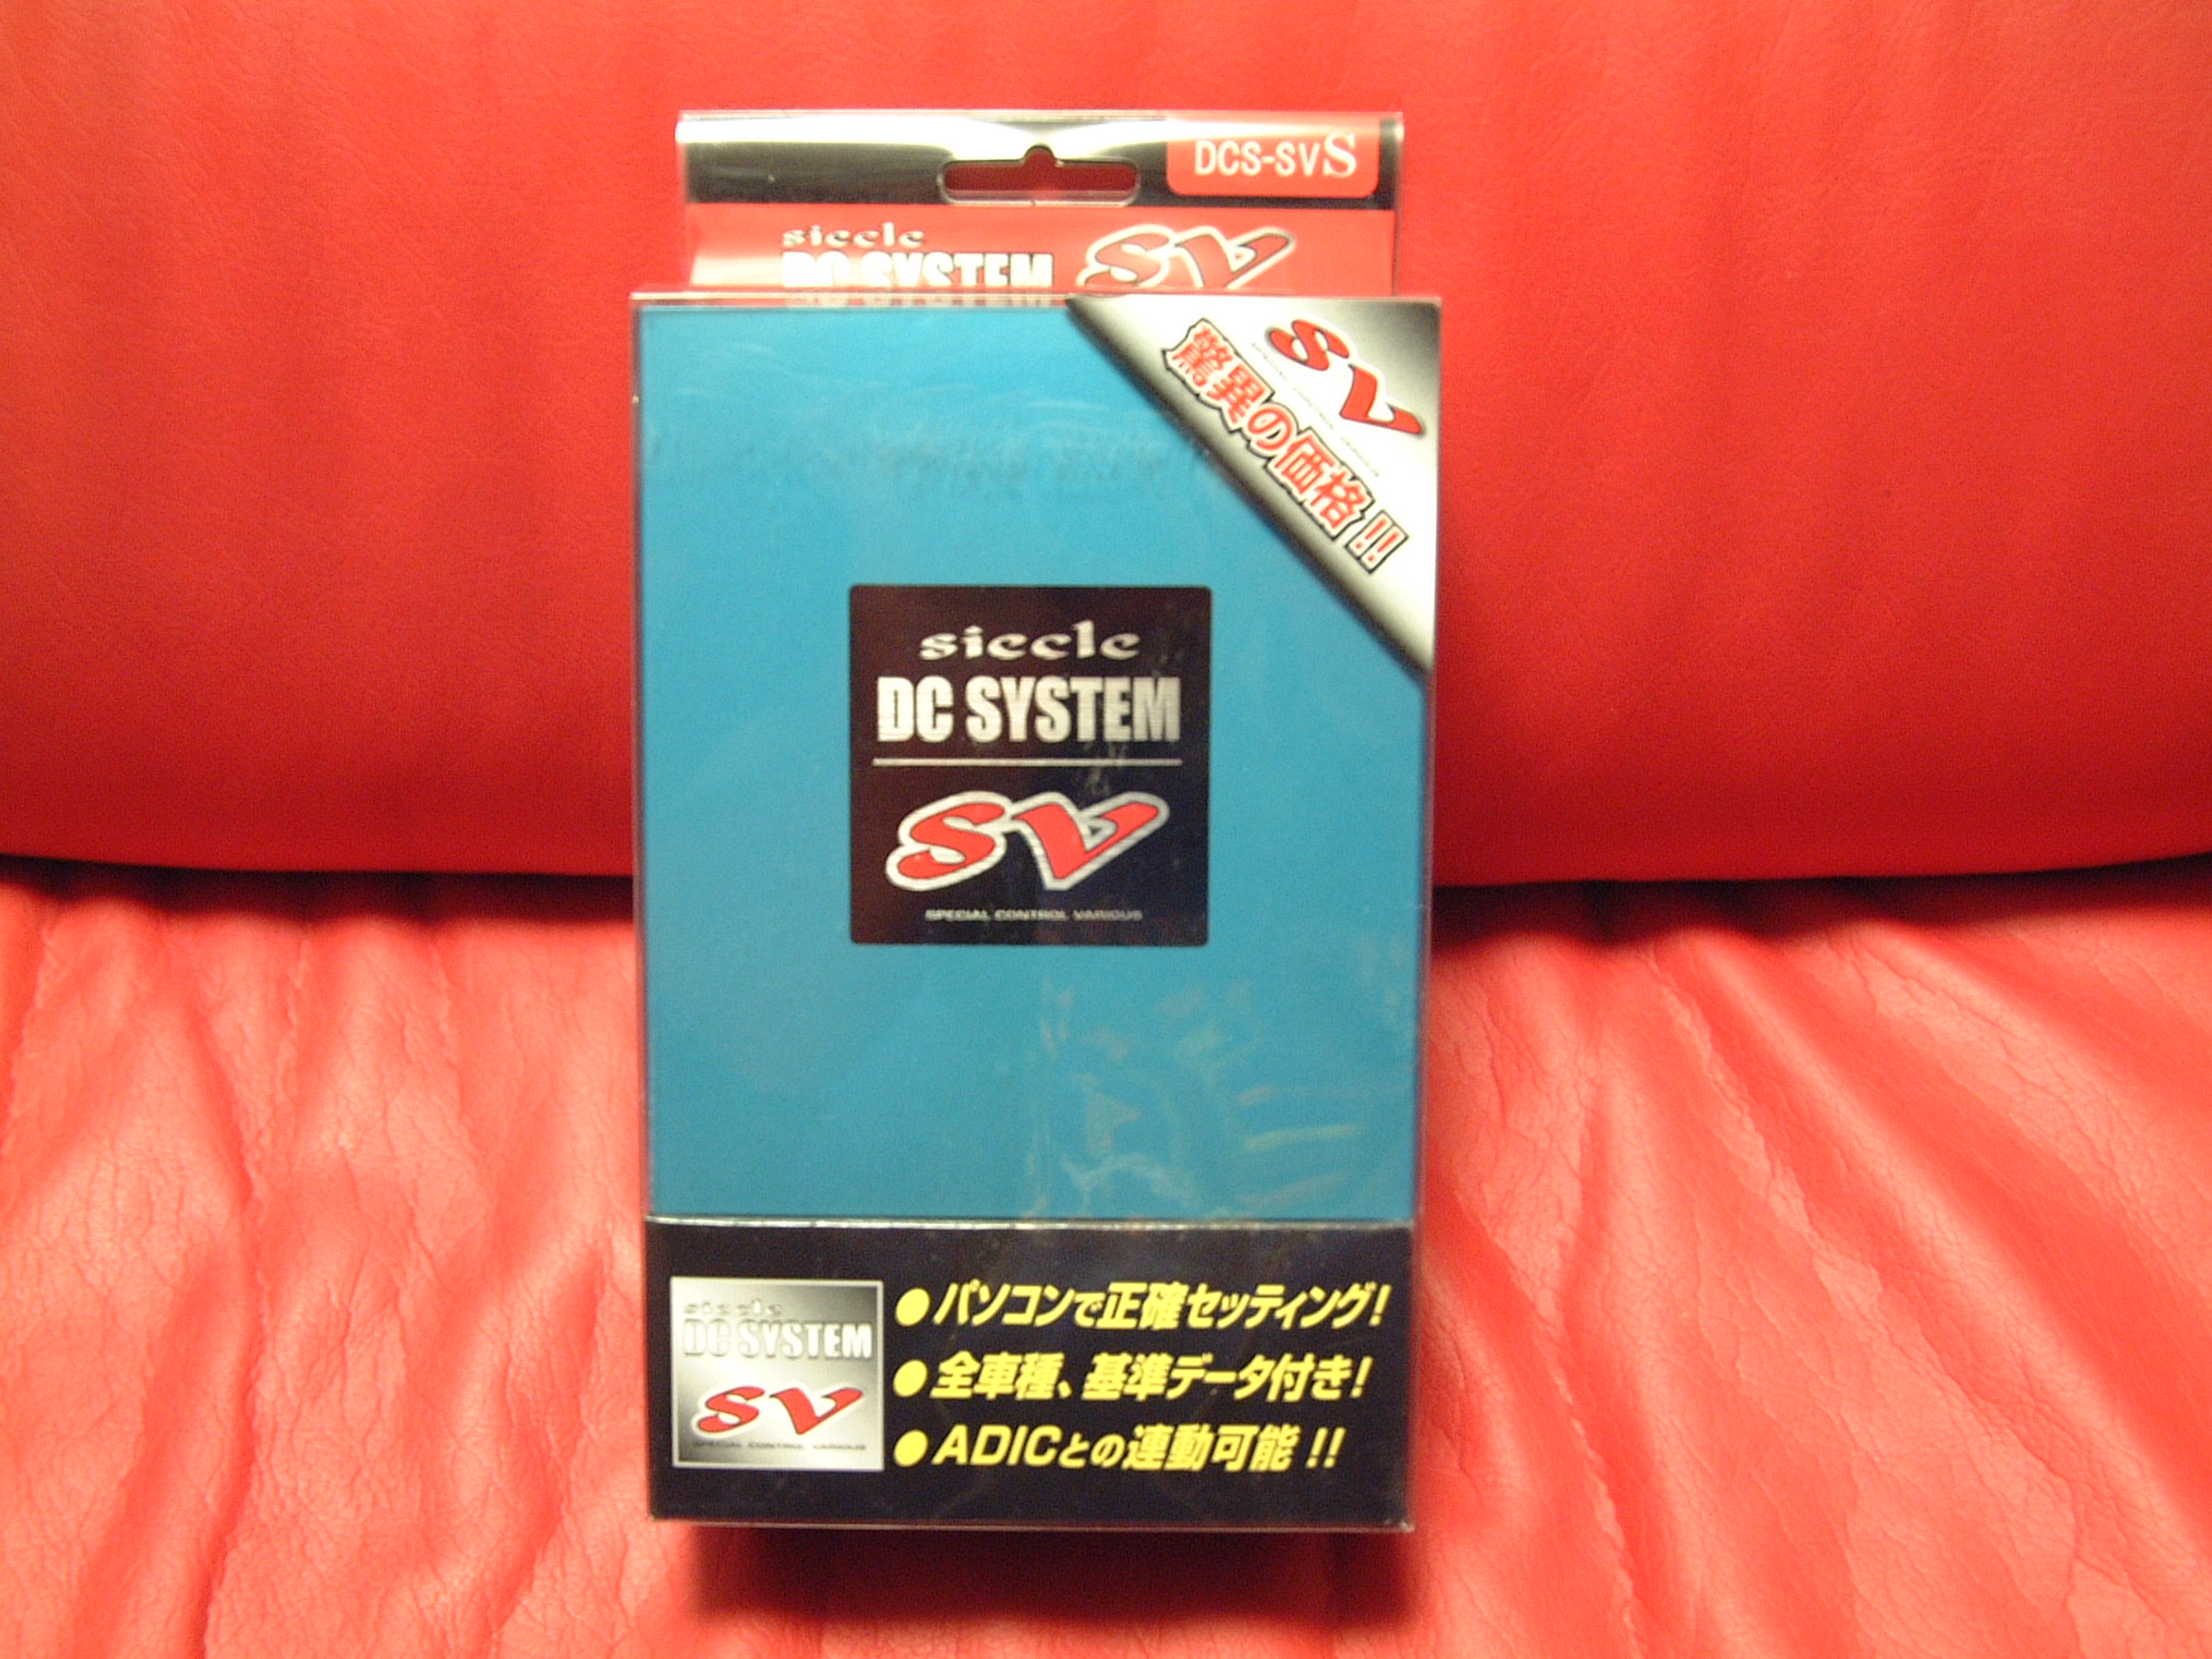 DCS-SVS
siecle
DC SYSTEM SV
SV
驚異の価格!!
siecle
DC SYSTEM
SV
SPECIAL CONTROL VARIOUS
siecle
DC SYSTEM
SV
SPECIAL CONTROL VARIOUS
●パソコンで正確セッティング!
●全車種、基準データ付き!
●ADICとの連動可能!!